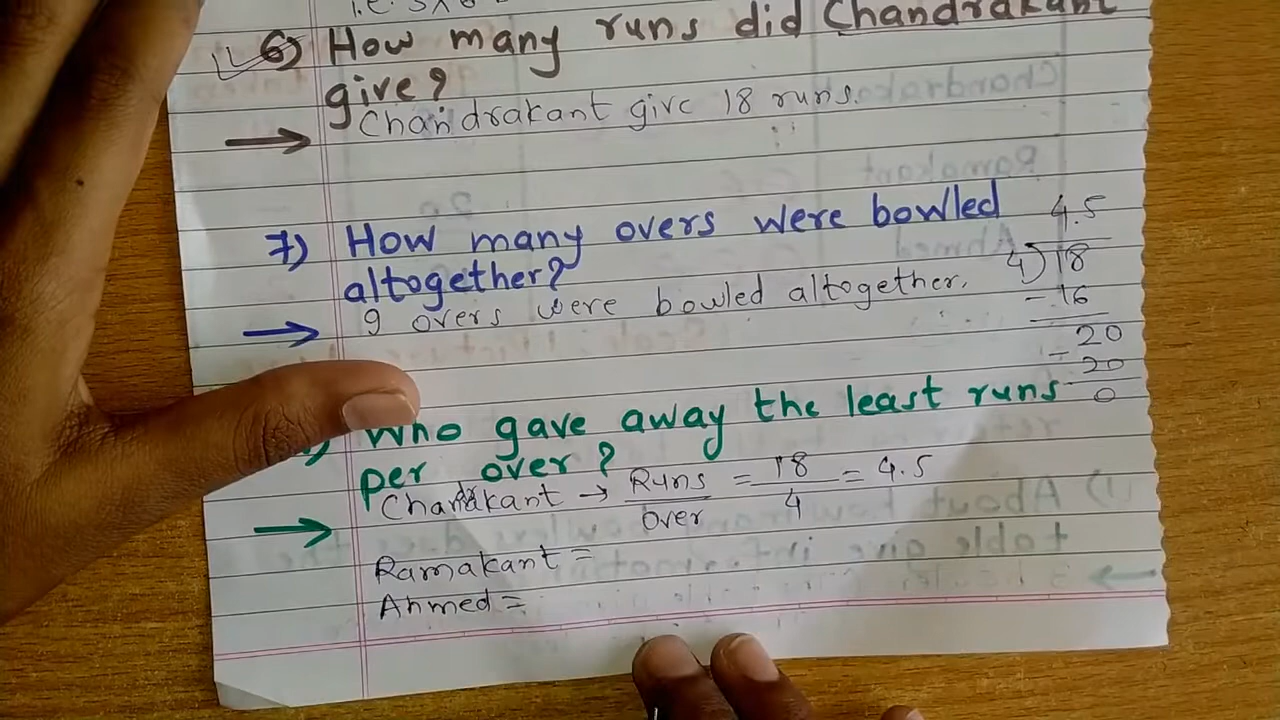 6) How many runs did Chandrakant
give?
Chandrakant give 18 runs.
7) How many overs were bowled
altogether?
9 overs were bowled altogether.
4.5
4)18
-16
20
-20
0
Who gave away the least runs
per over?
Chandrakant → Runs/over = 18/4 = 4.5
Ramakant =
Ahmed =